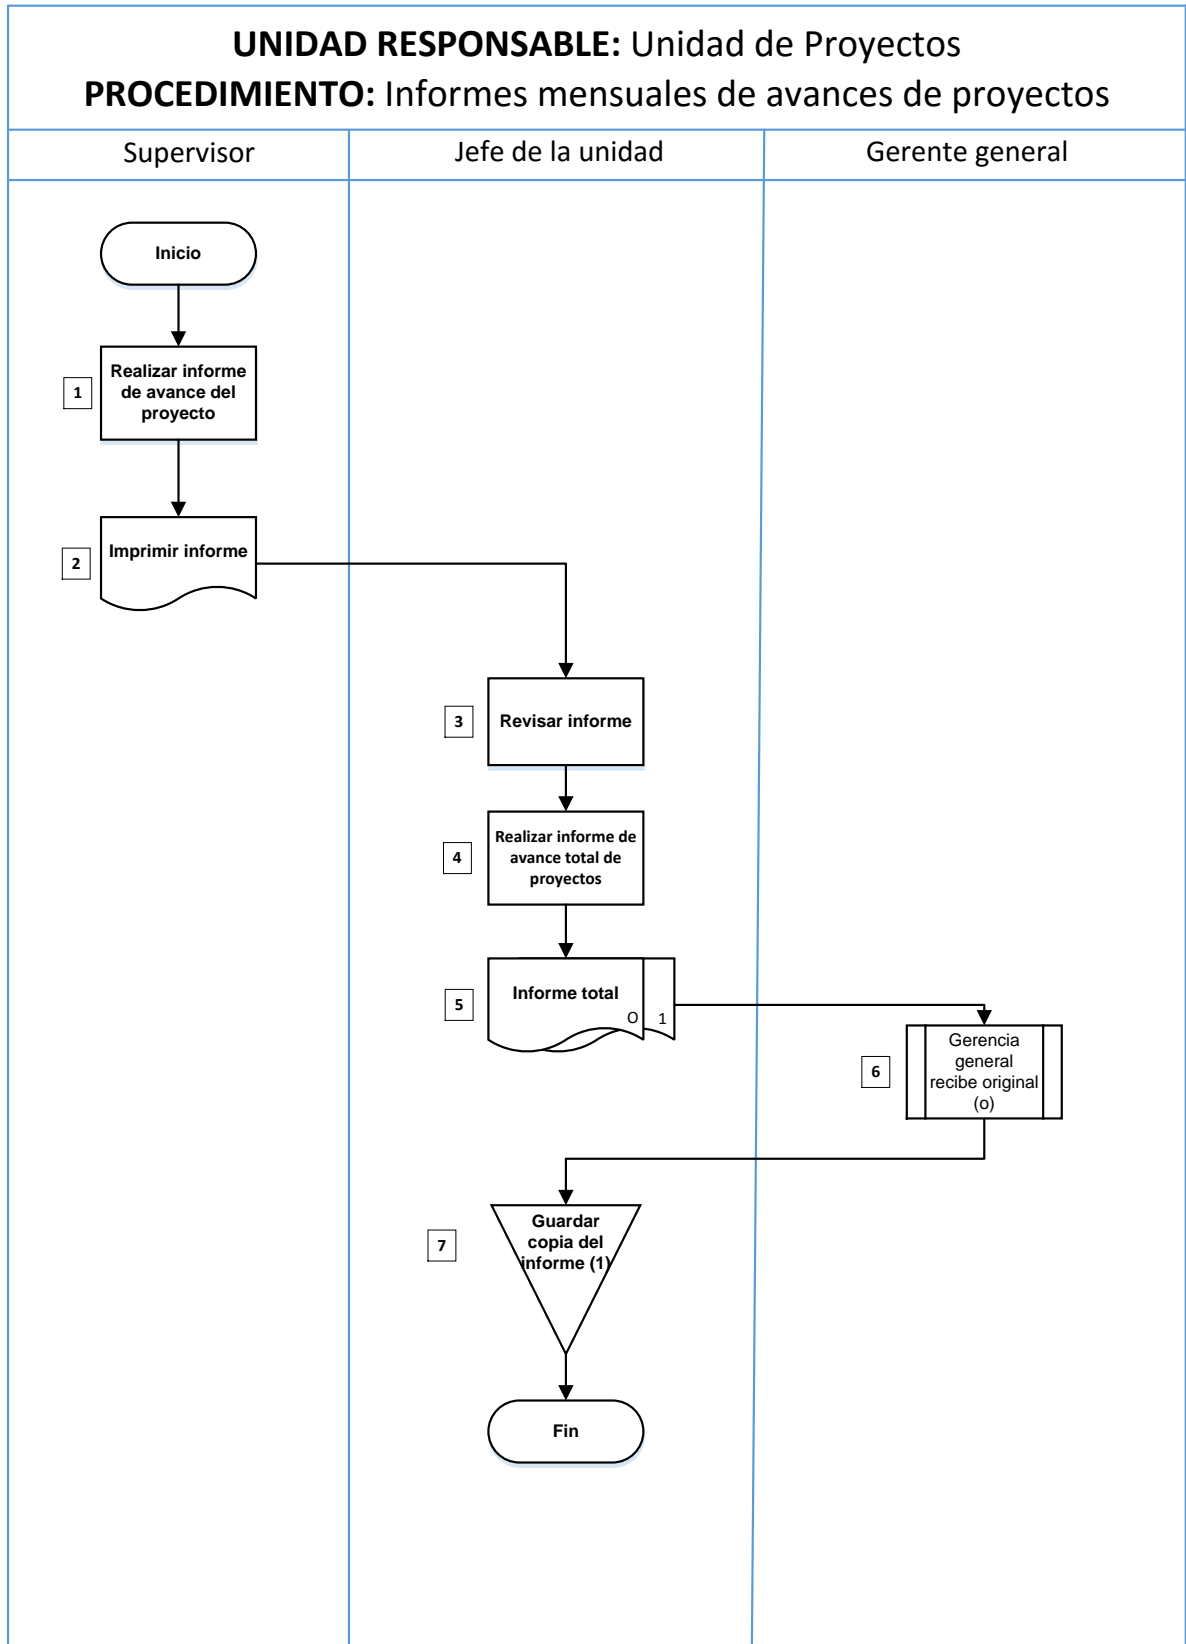 UNIDAD RESPONSABLE: Unidad de Proyectos
PROCEDIMIENTO: Informes mensuales de avances de proyectos
Supervisor
Jefe de la unidad
Gerente general
Inicio
1
Realizar informe
de avance del
proyecto
2
Imprimir informe
3
Revisar informe
4
Realizar informe de
avance total de
proyectos
5
Informe total
O
1
6
Gerencia
general
recibe original
(o)
7
Guardar
copia del
informe (1)
Fin